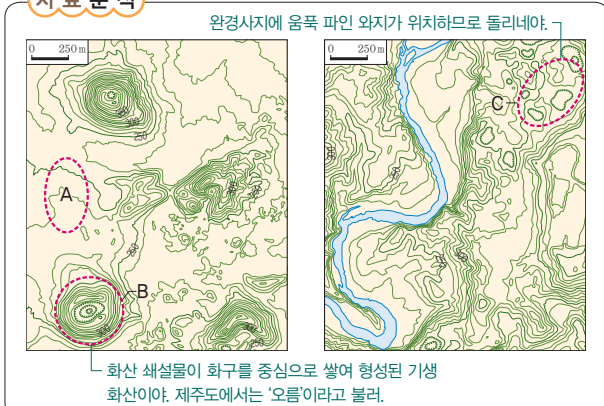 자 료 분 석
완경사지에 움푹 파인 와지가 위치하므로 돌리네야.
0 250m
0 250m
A
B
C
250
화산 쇄설물이 화구를 중심으로 쌓여 형성된 기생
화산이야. 제주도에서는 ‘오름’이라고 불러.